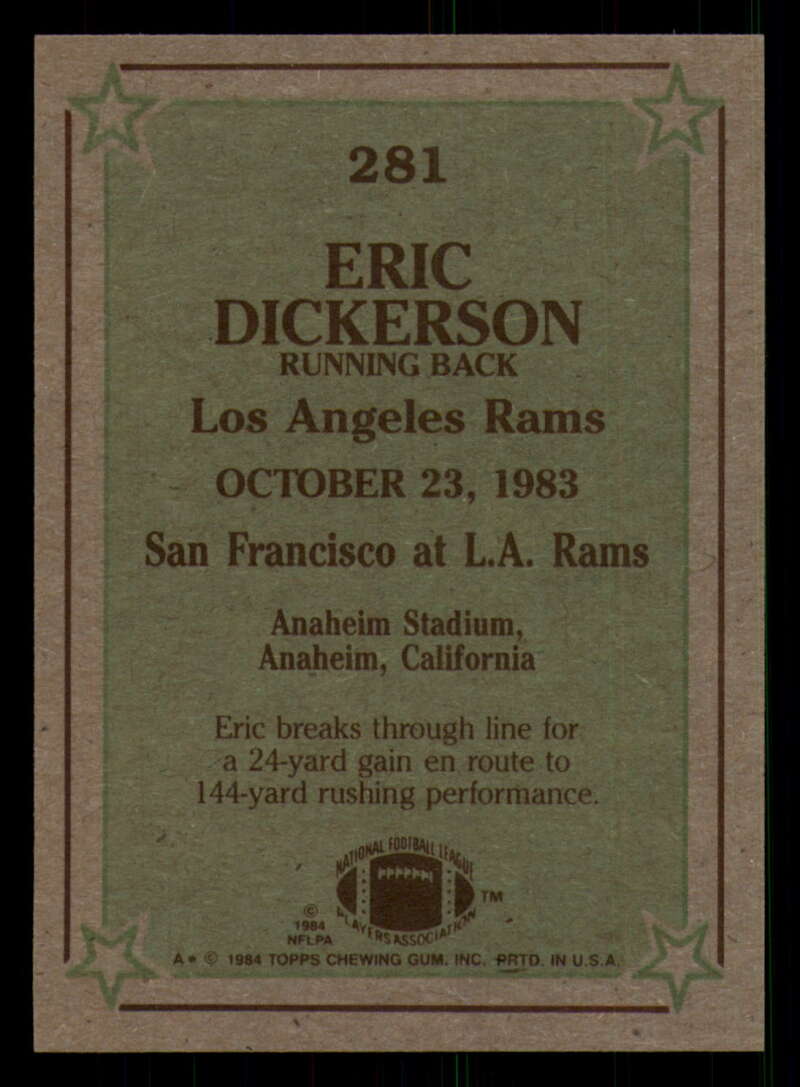 281
ERIC
DICKERSON
RUNNING BACK
Los Angeles Rams
OCTOBER 23, 1983
San Francisco at L.A. Rams
Anaheim Stadium,
Anaheim, California
Eric breaks through line for
a 24-yard gain en route to
144-yard rushing performance.
NATIONAL FOOTBALL LEAGUE
PLAYERS ASSOCIATION
TM
©
1984
NFLPA
A* © 1984 TOPPS CHEWING GUM, INC. PRTD. IN U.S.A.